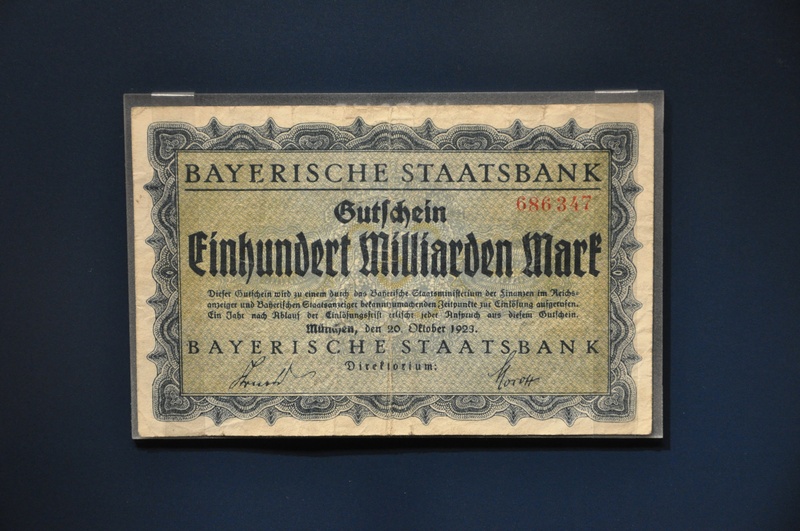 BAYERISCHE STAATSBANK
686347
Gutschein
Einhundert Milliarden Mark
Dieser Gutschein wird zu einem durch das Bayerische Staatsministerium der Finanzen im Reichs-
anzeiger und Bayerischen Staatsanzeiger bekanntzumachenden Zeitpunkte zur Einlösung aufgerufen.
Ein Jahr nach Ablauf der Einlösungsfrist erlischt jeder Anspruch aus diesem Gutschein.
München, den 20. Oktober 1923.
BAYERISCHE STAATSBANK
Direktorium: